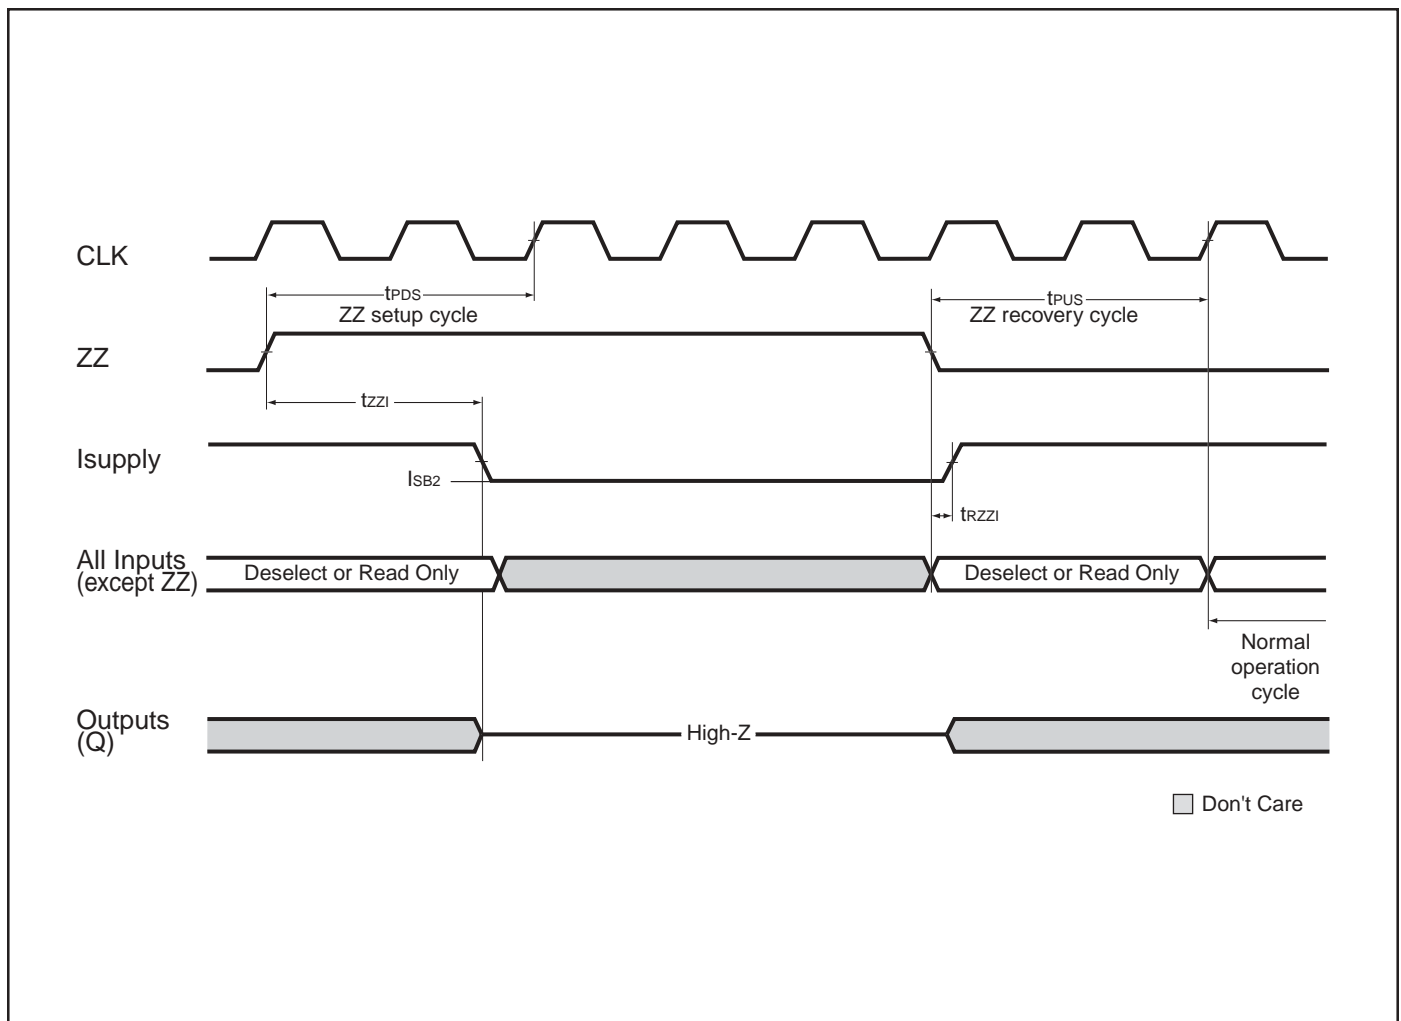 CLK
tPDS
ZZ setup cycle
tPUS
ZZ recovery cycle
ZZ
tZZI
Isupply
ISB2
tRZZI
All Inputs
(except ZZ)
Deselect or Read Only
Deselect or Read Only
Normal
operation
cycle
Outputs
(Q)
High-Z
Don't Care